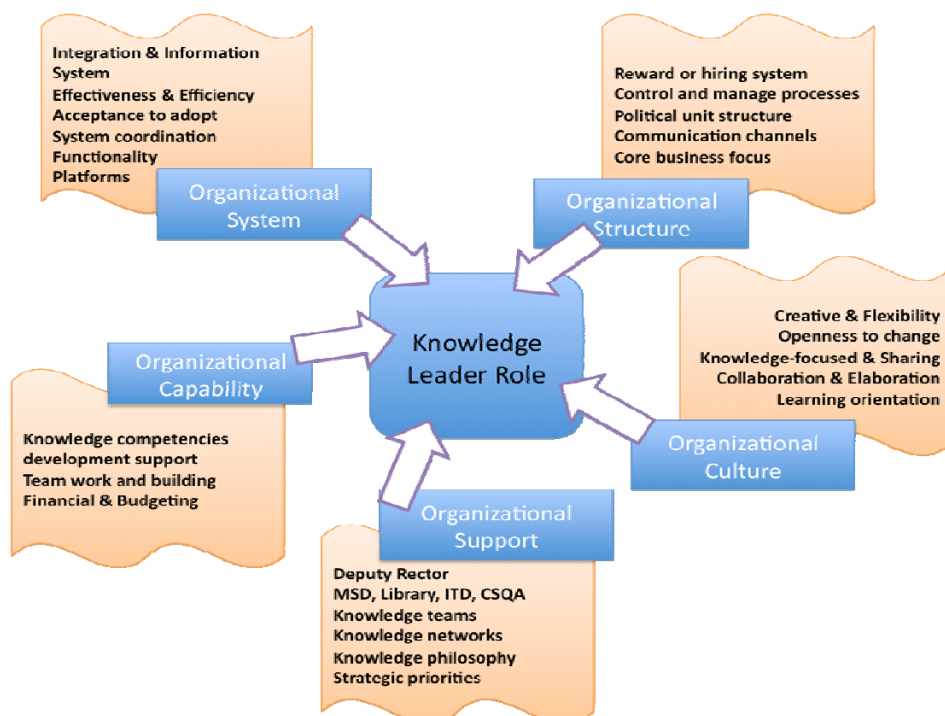 Integration & Information
System
Effectiveness & Efficiency
Acceptance to adopt
System coordination
Functionality
Platforms
Organizational
System
Reward or hiring system
Control and manage processes
Political unit structure
Communication channels
Core business focus
Organizational
Structure
Knowledge
Leader Role
Organizational
Capability
Knowledge competencies
development support
Team work and building
Financial & Budgeting
Creative & Flexibility
Openness to change
Knowledge-focused & Sharing
Collaboration & Elaboration
Learning orientation
Organizational
Culture
Organizational
Support
Deputy Rector
MSD, Library, ITD, CSQA
Knowledge teams
Knowledge networks
Knowledge philosophy
Strategic priorities